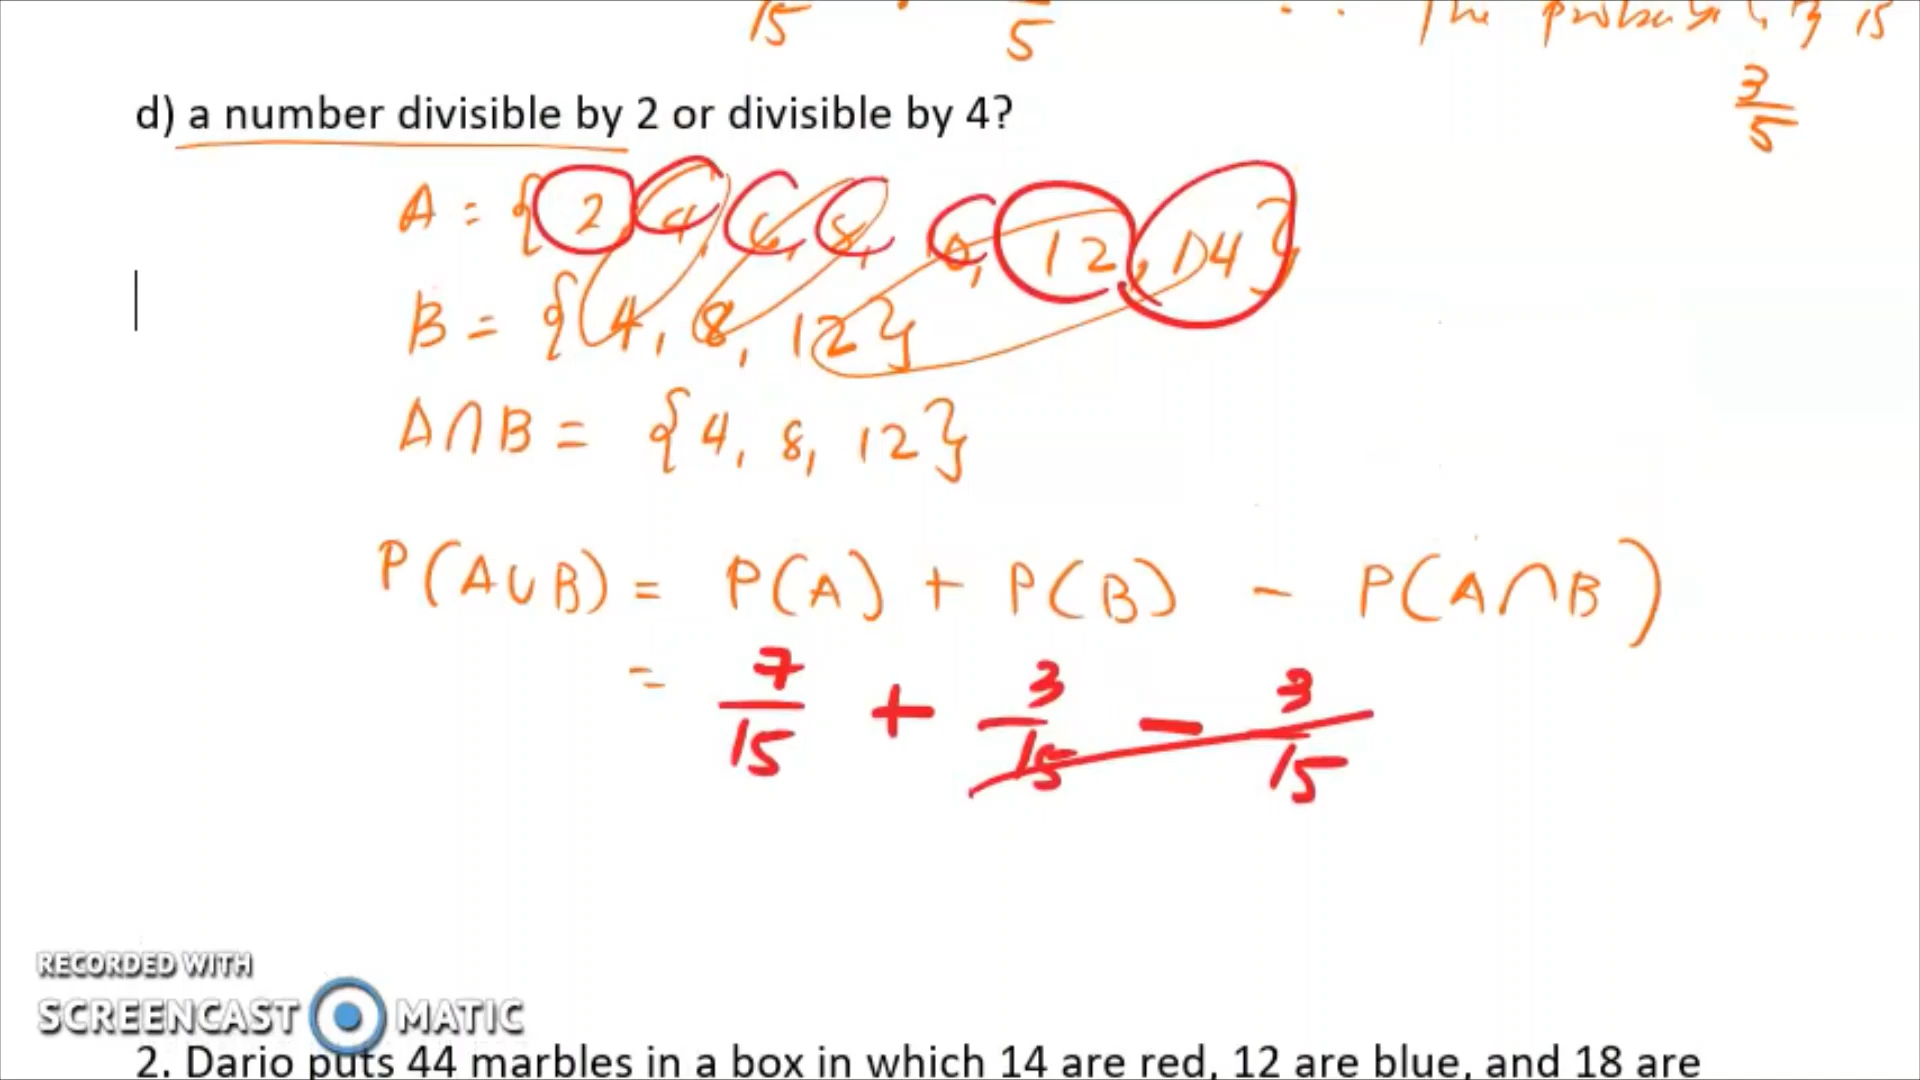 15 5 The probability is
3/5
d) a number divisible by 2 or divisible by 4?
A = {2, 4, 6, 8, 12, 14}
B = {4, 8, 12}
A∩B = {4, 8, 12}
P(A∪B) = P(A) + P(B) - P(A∩B)
= 7/15 + 3/15 - 3/15
RECORDED WITH
SCREENCAST MATIC
2. Dario puts 44 marbles in a box in which 14 are red, 12 are blue, and 18 are